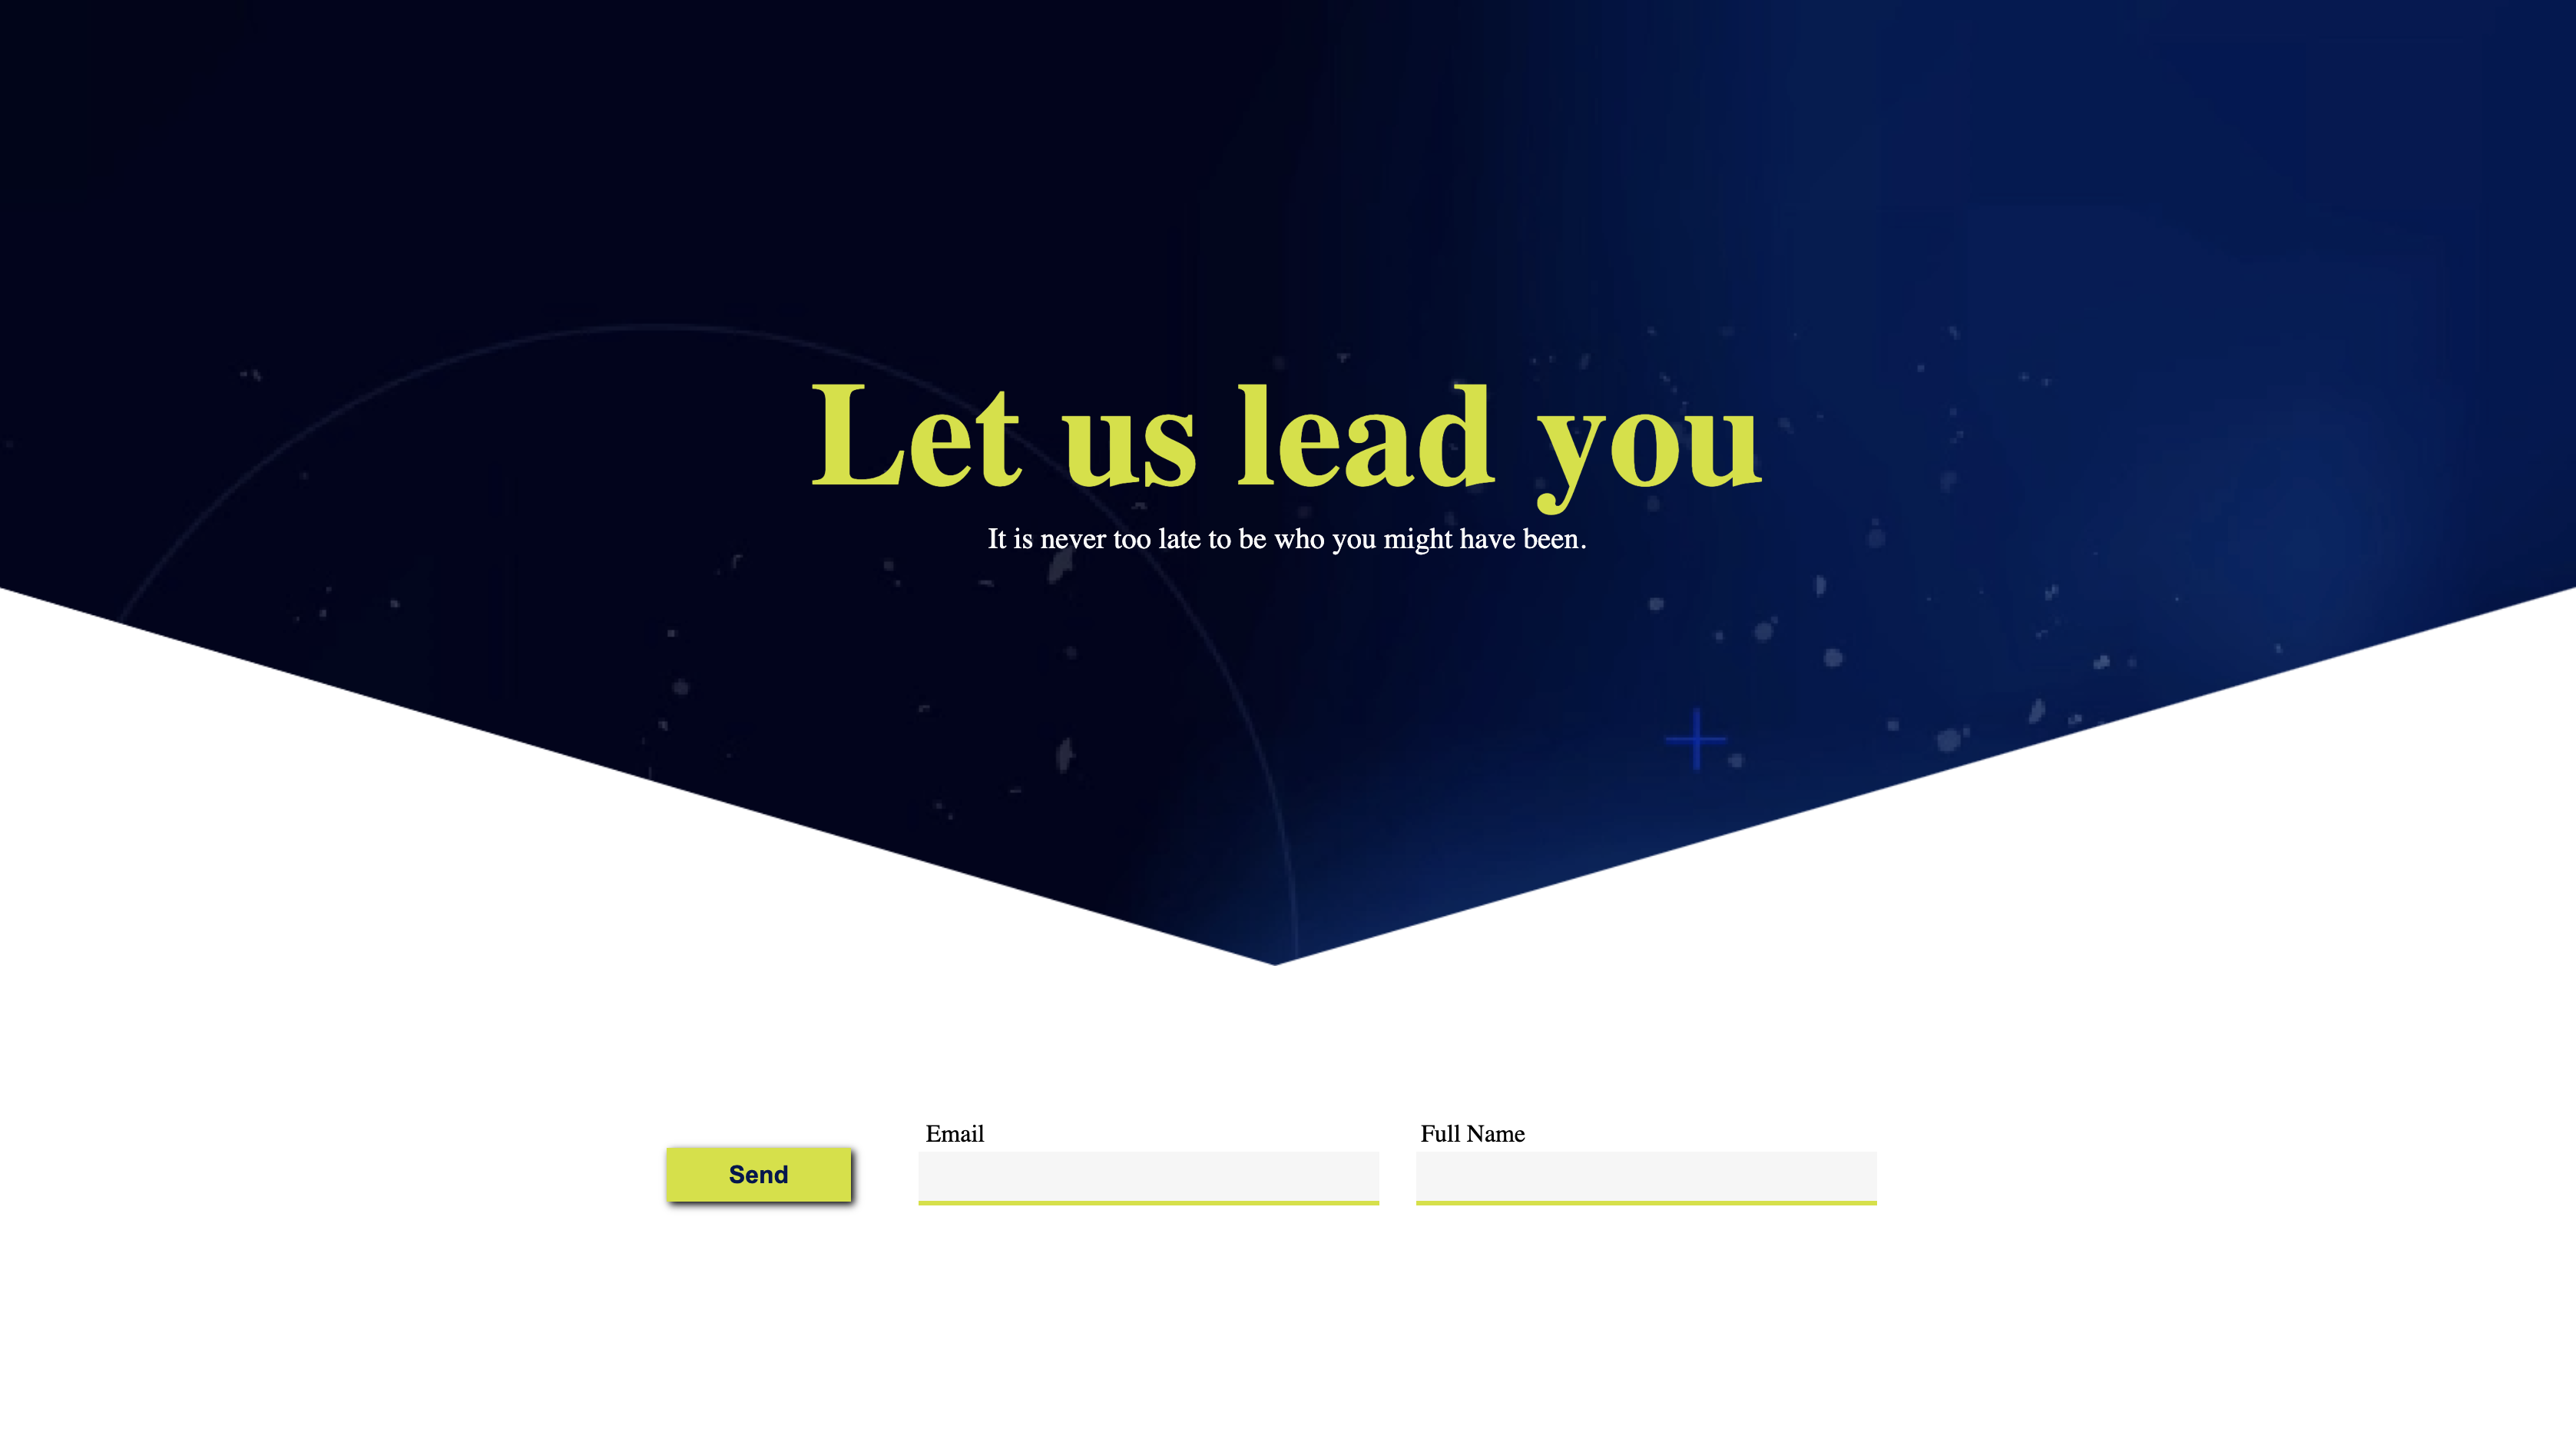 Let us lead you
It is never too late to be who you might have been.
Email
Full Name
Send